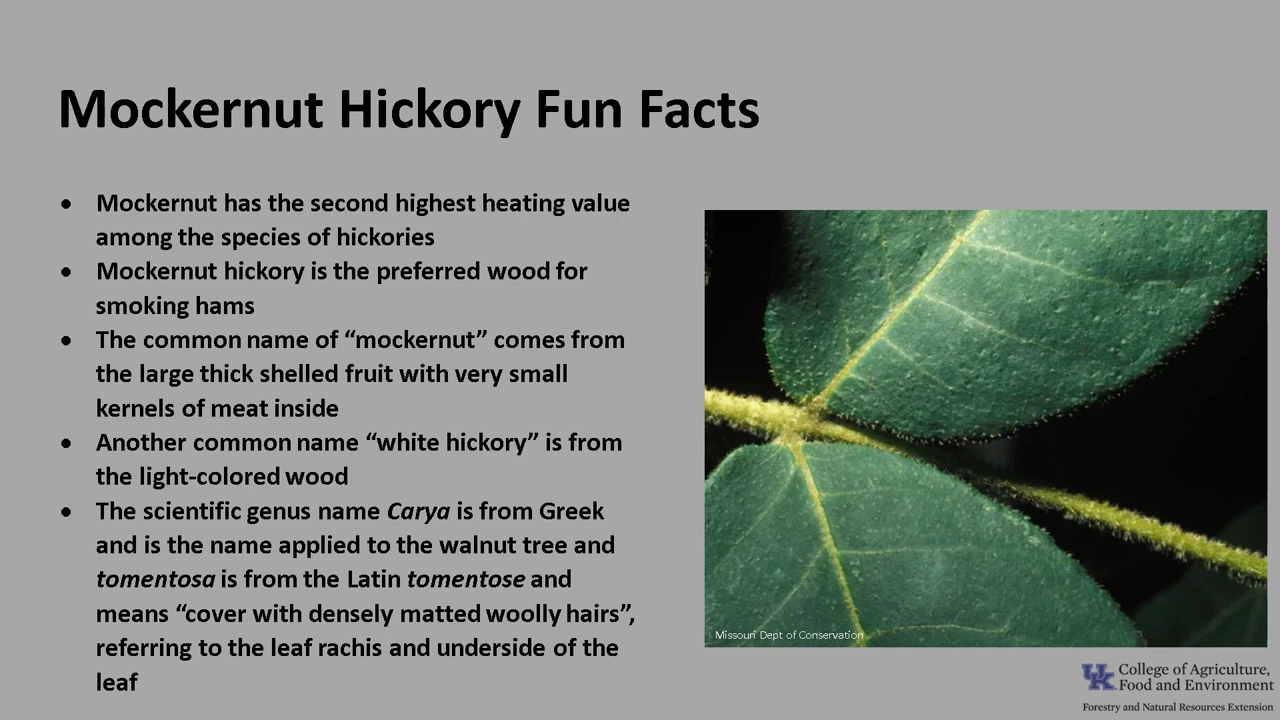 Mockernut Hickory Fun Facts
• Mockernut has the second highest heating value
among the species of hickories
• Mockernut hickory is the preferred wood for
smoking hams
• The common name of “mockernut” comes from
the large thick shelled fruit with very small
kernels of meat inside
• Another common name “white hickory” is from
the light-colored wood
• The scientific genus name Carya is from Greek
and is the name applied to the walnut tree and
tomentosa is from the Latin tomentose and
means “cover with densely matted woolly hairs”,
referring to the leaf rachis and underside of the
leaf
Missouri Dept of Conservation
UK College of Agriculture,
Food and Environment
Forestry and Natural Resources Extension